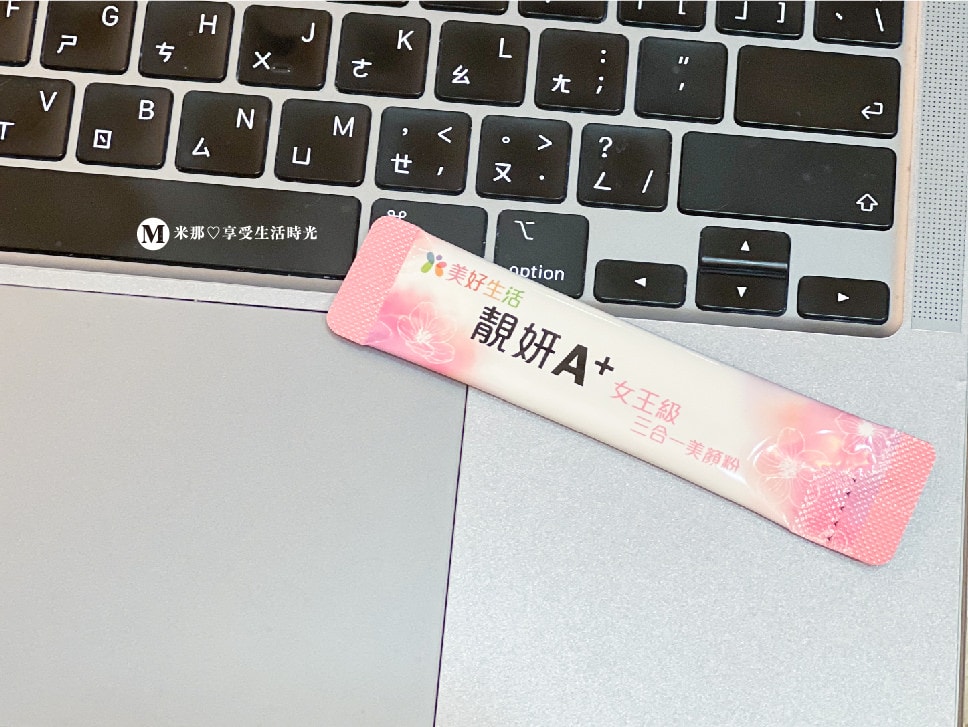 F G ㄕ H ㄘ J ㄨ K ㄜ L ㄠ : ㄤ ; " ' ↵
V B ㄖ N ㄙ M ㄩ , < ㄝ , 。 > ㄡ . ? ㄥ / ⇧
M 米那♡享受生活時光
⌘ ⌥
option
▲
◄ ▼ ►
美好生活
靚妍A+
女王級
三合一美顏粉